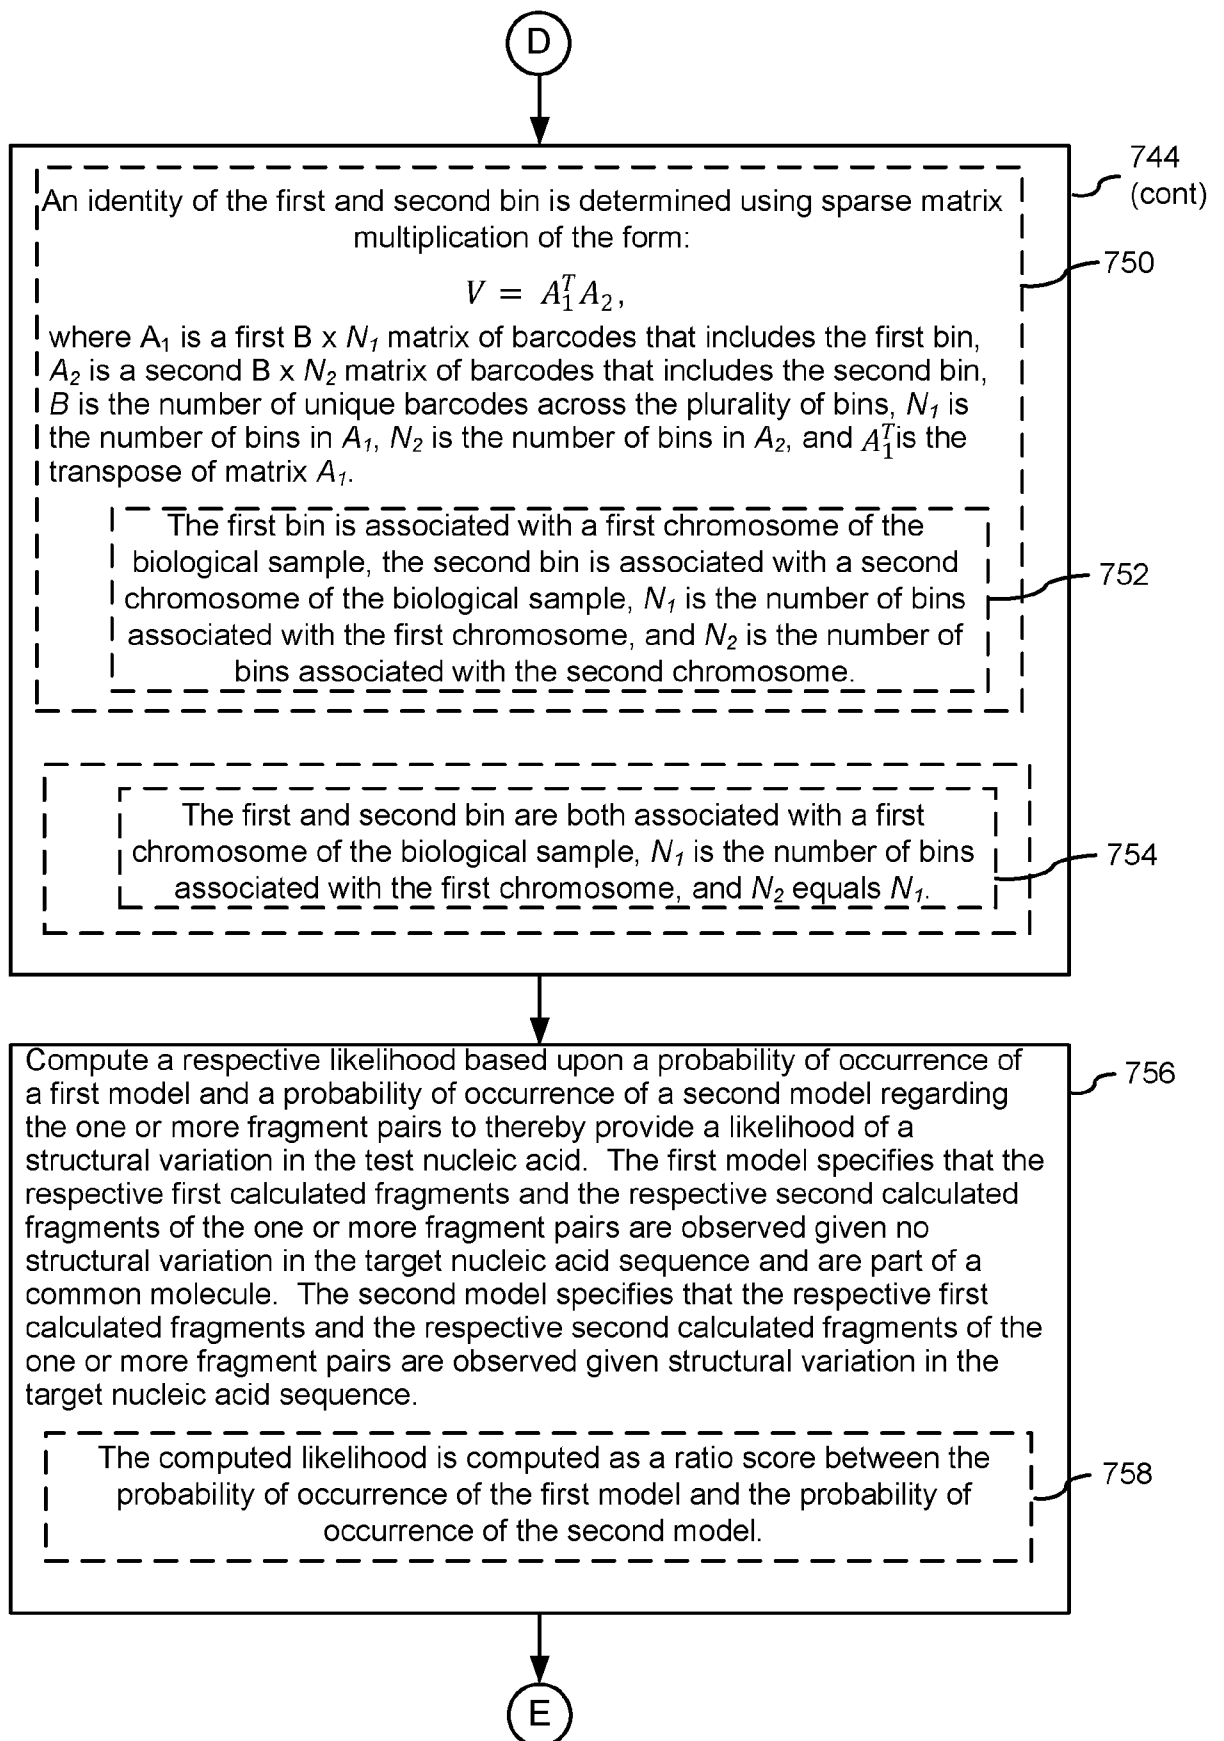 D
744
(cont)
An identity of the first and second bin is determined using sparse matrix
multiplication of the form:
750
V = A₁ᵀA₂,
where A₁ is a first B x N₁ matrix of barcodes that includes the first bin,
A₂ is a second B x N₂ matrix of barcodes that includes the second bin,
B is the number of unique barcodes across the plurality of bins, N₁ is
the number of bins in A₁, N₂ is the number of bins in A₂, and A₁ᵀ is the
transpose of matrix A₁.
The first bin is associated with a first chromosome of the
biological sample, the second bin is associated with a second
752
chromosome of the biological sample, N₁ is the number of bins
associated with the first chromosome, and N₂ is the number of
bins associated with the second chromosome.
The first and second bin are both associated with a first
chromosome of the biological sample, N₁ is the number of bins
754
associated with the first chromosome, and N₂ equals N₁.
Compute a respective likelihood based upon a probability of occurrence of
756
a first model and a probability of occurrence of a second model regarding
the one or more fragment pairs to thereby provide a likelihood of a
structural variation in the test nucleic acid.  The first model specifies that the
respective first calculated fragments and the respective second calculated
fragments of the one or more fragment pairs are observed given no
structural variation in the target nucleic acid sequence and are part of a
common molecule.  The second model specifies that the respective first
calculated fragments and the respective second calculated fragments of the
one or more fragment pairs are observed given structural variation in the
target nucleic acid sequence.
The computed likelihood is computed as a ratio score between the
758
probability of occurrence of the first model and the probability of
occurrence of the second model.
E